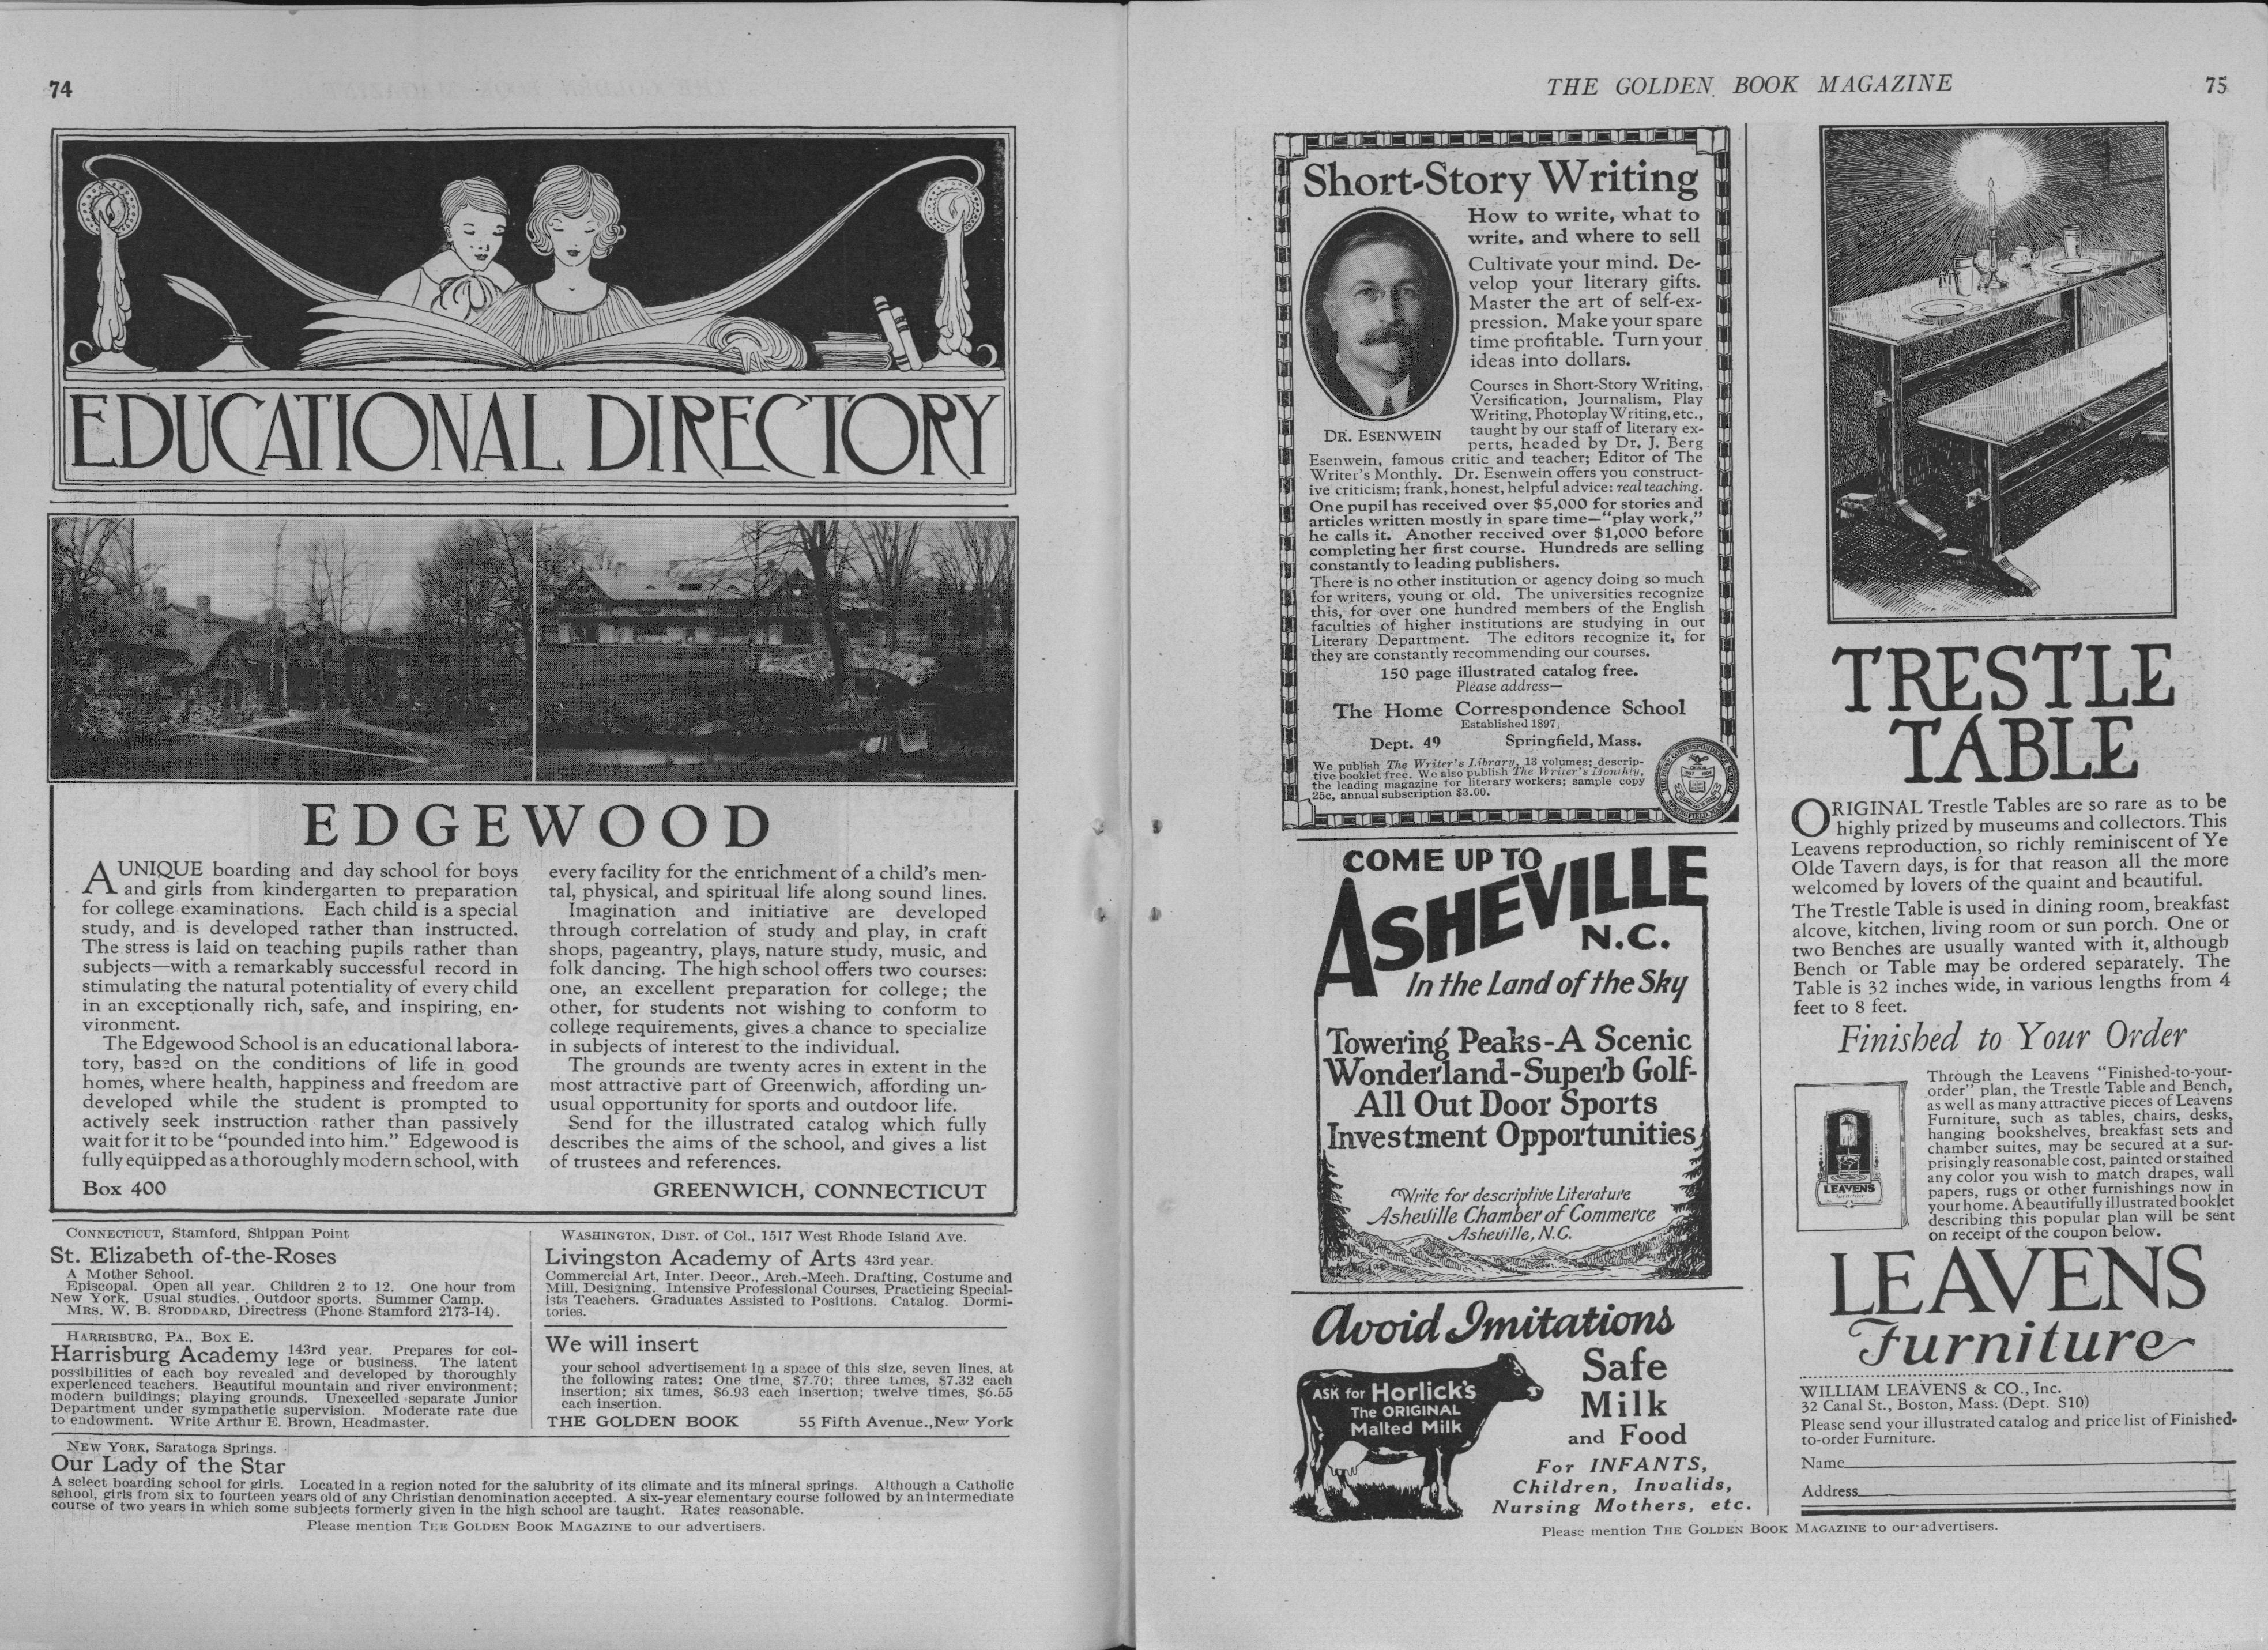 74
EDUCATIONAL DIRECTORY
EDGEWOOD
A UNIQUE boarding and day school for boys
and girls from kindergarten to preparation
for college examinations. Each child is a special
study, and is developed rather than instructed.
The stress is laid on teaching pupils rather than
subjects—with a remarkably successful record in
stimulating the natural potentiality of every child
in an exceptionally rich, safe, and inspiring, en-
vironment.
The Edgewood School is an educational labora-
tory, based on the conditions of life in good
homes, where health, happiness and freedom are
developed while the student is prompted to
actively seek instruction rather than passively
wait for it to be “pounded into him.” Edgewood is
fully equipped as a thoroughly modern school, with
every facility for the enrichment of a child’s men-
tal, physical, and spiritual life along sound lines.
Imagination and initiative are developed
through correlation of study and play, in craft
shops, pageantry, plays, nature study, music, and
folk dancing. The high school offers two courses:
one, an excellent preparation for college; the
other, for students not wishing to conform to
college requirements, gives a chance to specialize
in subjects of interest to the individual.
The grounds are twenty acres in extent in the
most attractive part of Greenwich, affording un-
usual opportunity for sports and outdoor life.
Send for the illustrated catalog which fully
describes the aims of the school, and gives a list
of trustees and references.
Box 400
GREENWICH, CONNECTICUT
CONNECTICUT, Stamford, Shippan Point
St. Elizabeth of-the-Roses
A Mother School.
Episcopal. Open all year. Children 2 to 12. One hour from
New York. Usual studies. Outdoor sports. Summer Camp.
MRS. W. B. STODDARD, Directress (Phone Stamford 2173-14).
HARRISBURG, PA., Box E.
Harrisburg Academy 143rd year. Prepares for col-
lege or business. The latent
possibilities of each boy revealed and developed by thoroughly
experienced teachers. Beautiful mountain and river environment;
modern buildings; playing grounds. Unexcelled separate Junior
Department under sympathetic supervision. Moderate rate due
to endowment. Write Arthur E. Brown, Headmaster.
WASHINGTON, DIST. of Col., 1517 West Rhode Island Ave.
Livingston Academy of Arts 43rd year.
Commercial Art, Inter. Decor., Arch.-Mech. Drafting, Costume and
Mill. Designing. Intensive Professional Courses, Practicing Special-
ists Teachers. Graduates Assisted to Positions. Catalog. Dormi-
tories.
We will insert
your school advertisement in a space of this size, seven lines, at
the following rates: One time, $7.70; three times, $7.32 each
insertion; six times, $6.93 each insertion; twelve times, $6.55
each insertion.
THE GOLDEN BOOK 55 Fifth Avenue., New York
NEW YORK, Saratoga Springs.
Our Lady of the Star
A select boarding school for girls. Located in a region noted for the salubrity of its climate and its mineral springs. Although a Catholic
school, girls from six to fourteen years old of any Christian denomination accepted. A six-year elementary course followed by an intermediate
course of two years in which some subjects formerly given in the high school are taught. Rates reasonable.
Please mention THE GOLDEN BOOK MAGAZINE to our advertisers.
THE GOLDEN BOOK MAGAZINE
75
Short-Story Writing
How to write, what to
write, and where to sell
Cultivate your mind. De-
velop your literary gifts.
Master the art of self-ex-
pression. Make your spare
time profitable. Turn your
ideas into dollars.
DR. ESENWEIN
Courses in Short-Story Writing,
Versification, Journalism, Play
Writing, Photoplay Writing, etc.,
taught by our staff of literary ex-
perts, headed by Dr. J. Berg
Esenwein, famous critic and teacher; Editor of The
Writer’s Monthly. Dr. Esenwein offers you construct-
ive criticism; frank, honest, helpful advice: real teaching.
One pupil has received over $5,000 for stories and
articles written mostly in spare time—“play work,”
he calls it. Another received over $1,000 before
completing her first course. Hundreds are selling
constantly to leading publishers.
There is no other institution or agency doing so much
for writers, young or old. The universities recognize
this, for over one hundred members of the English
faculties of higher institutions are studying in our
Literary Department. The editors recognize it, for
they are constantly recommending our courses.
150 page illustrated catalog free.
Please address—
The Home Correspondence School
Established 1897
Dept. 49 Springfield, Mass.
We publish The Writer’s Library, 13 volumes; descrip-
tive booklet free. We also publish The Writer’s Monthly,
the leading magazine for literary workers; sample copy
25c, annual subscription $3.00.
COME UP TO
ASHEVILLE
N.C.
In the Land of the Sky
Towering Peaks-A Scenic
Wonderland-Superb Golf-
All Out Door Sports
Investment Opportunities
Write for descriptive Literature
Asheville Chamber of Commerce
Asheville, N.C.
Avoid Imitations
ASK for Horlick’s
The ORIGINAL
Malted Milk
Safe
Milk
and Food
For INFANTS,
Children, Invalids,
Nursing Mothers, etc.
TRESTLE
TABLE
ORIGINAL Trestle Tables are so rare as to be
highly prized by museums and collectors. This
Leavens reproduction, so richly reminiscent of Ye
Olde Tavern days, is for that reason all the more
welcomed by lovers of the quaint and beautiful.
The Trestle Table is used in dining room, breakfast
alcove, kitchen, living room or sun porch. One or
two Benches are usually wanted with it, although
Bench or Table may be ordered separately. The
Table is 32 inches wide, in various lengths from 4
feet to 8 feet.
Finished to Your Order
LEAVENS
Through the Leavens “Finished-to-your-
order” plan, the Trestle Table and Bench,
as well as many attractive pieces of Leavens
Furniture, such as tables, chairs, desks,
hanging bookshelves, breakfast sets and
chamber suites, may be secured at a sur-
prisingly reasonable cost, painted or stained
any color you wish to match drapes, wall
papers, rugs or other furnishings now in
your home. A beautifully illustrated booklet
describing this popular plan will be sent
on receipt of the coupon below.
LEAVENS
Furniture
WILLIAM LEAVENS & CO., Inc.
32 Canal St., Boston, Mass. (Dept. S10)
Please send your illustrated catalog and price list of Finished-
to-order Furniture.
Name
Address
Please mention THE GOLDEN BOOK MAGAZINE to our advertisers.